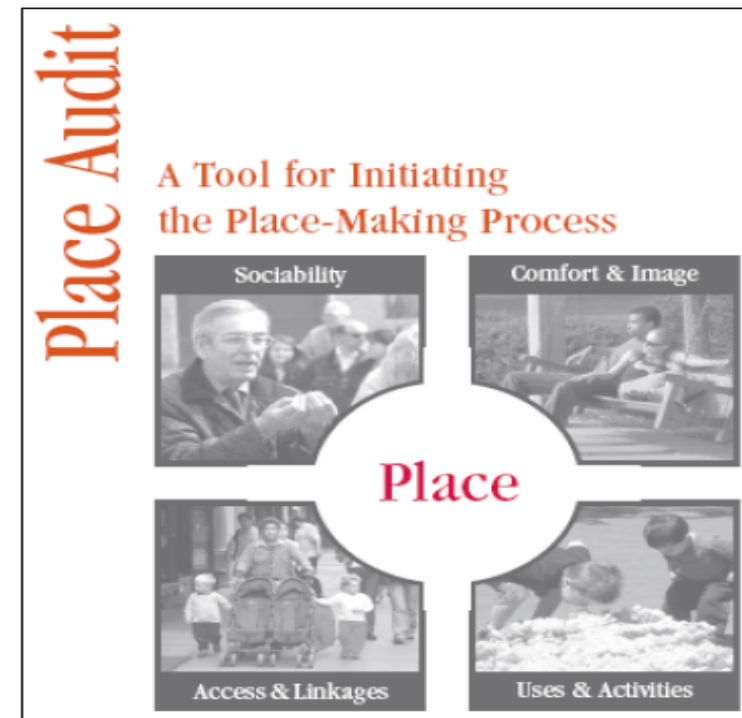 Place Audit
A Tool for Initiating
the Place-Making Process
Sociability
Comfort & Image
Place
Access & Linkages
Uses & Activities